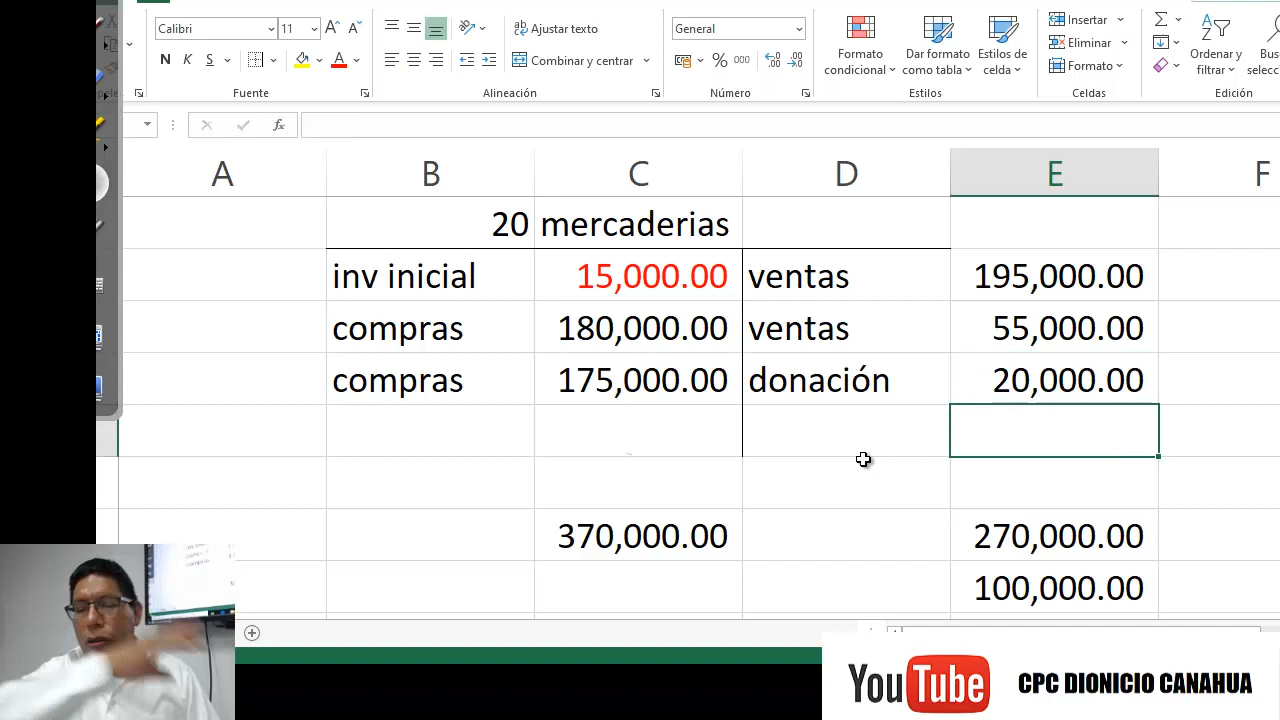 Calibri 11 Ajustar texto General Insertar
N K S Combinar y centrar % 000 Formato condicional Dar formato como tabla Estilos de celda Eliminar Formato Ordenar y filtrar
Fuente Alineación Número Estilos Celdas Edición
fx
A B C D E F
20 mercaderias
inv inicial 15,000.00 ventas 195,000.00
compras 180,000.00 ventas 55,000.00
compras 175,000.00 donación 20,000.00
370,000.00 270,000.00
100,000.00
YouTube CPC DIONICIO CANAHUA